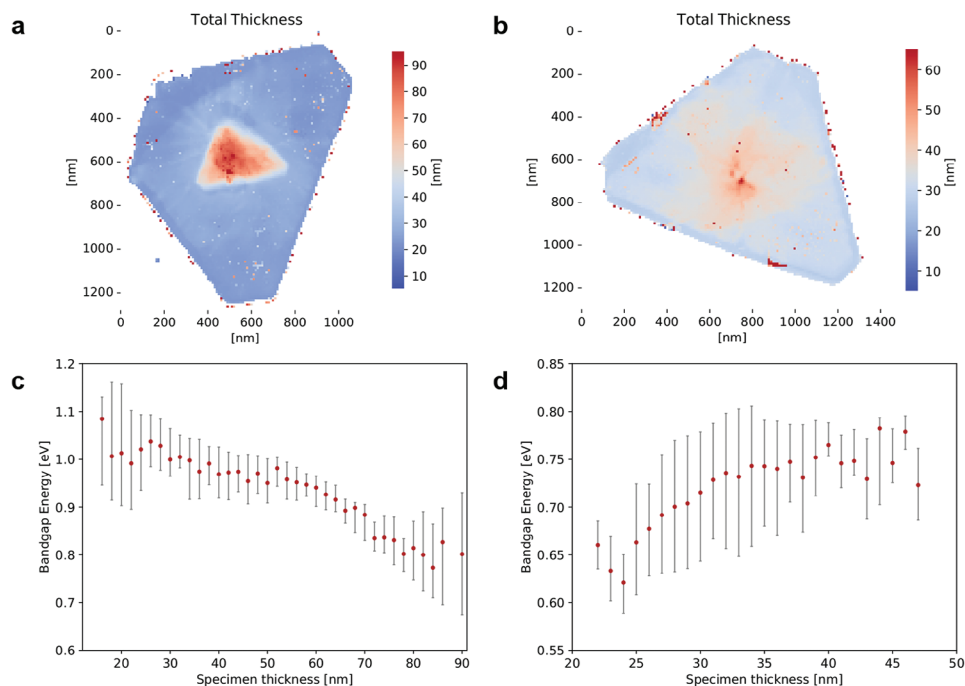 a
Total Thickness
0
200
400
600
800
1000
1200
[nm]
0 200 400 600 800 1000
[nm]
90
80
70
60
50
40
30
20
10
[nm]
b
Total Thickness
0
200
400
600
800
1000
1200
[nm]
0 200 400 600 800 1000 1200 1400
[nm]
60
50
40
30
20
10
[nm]
c
1.2
1.1
1.0
0.9
0.8
0.7
0.6
Bandgap Energy [eV]
20 30 40 50 60 70 80 90
Specimen thickness [nm]
d
0.85
0.80
0.75
0.70
0.65
0.60
0.55
Bandgap Energy [eV]
20 25 30 35 40 45 50
Specimen thickness [nm]